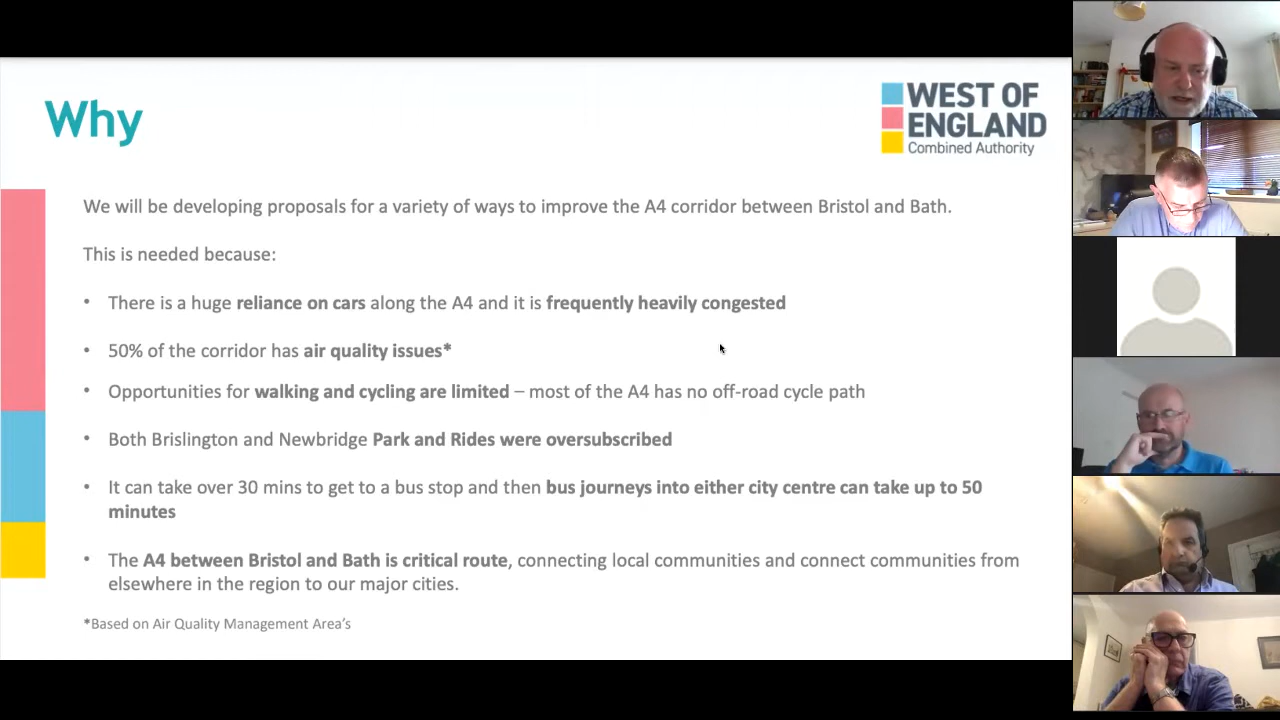 Why
WEST OF
ENGLAND
Combined Authority
We will be developing proposals for a variety of ways to improve the A4 corridor between Bristol and Bath.
This is needed because:
• There is a huge reliance on cars along the A4 and it is frequently heavily congested
• 50% of the corridor has air quality issues*
• Opportunities for walking and cycling are limited – most of the A4 has no off-road cycle path
• Both Brislington and Newbridge Park and Rides were oversubscribed
• It can take over 30 mins to get to a bus stop and then bus journeys into either city centre can take up to 50
minutes
• The A4 between Bristol and Bath is critical route, connecting local communities and connect communities from
elsewhere in the region to our major cities.
*Based on Air Quality Management Area's